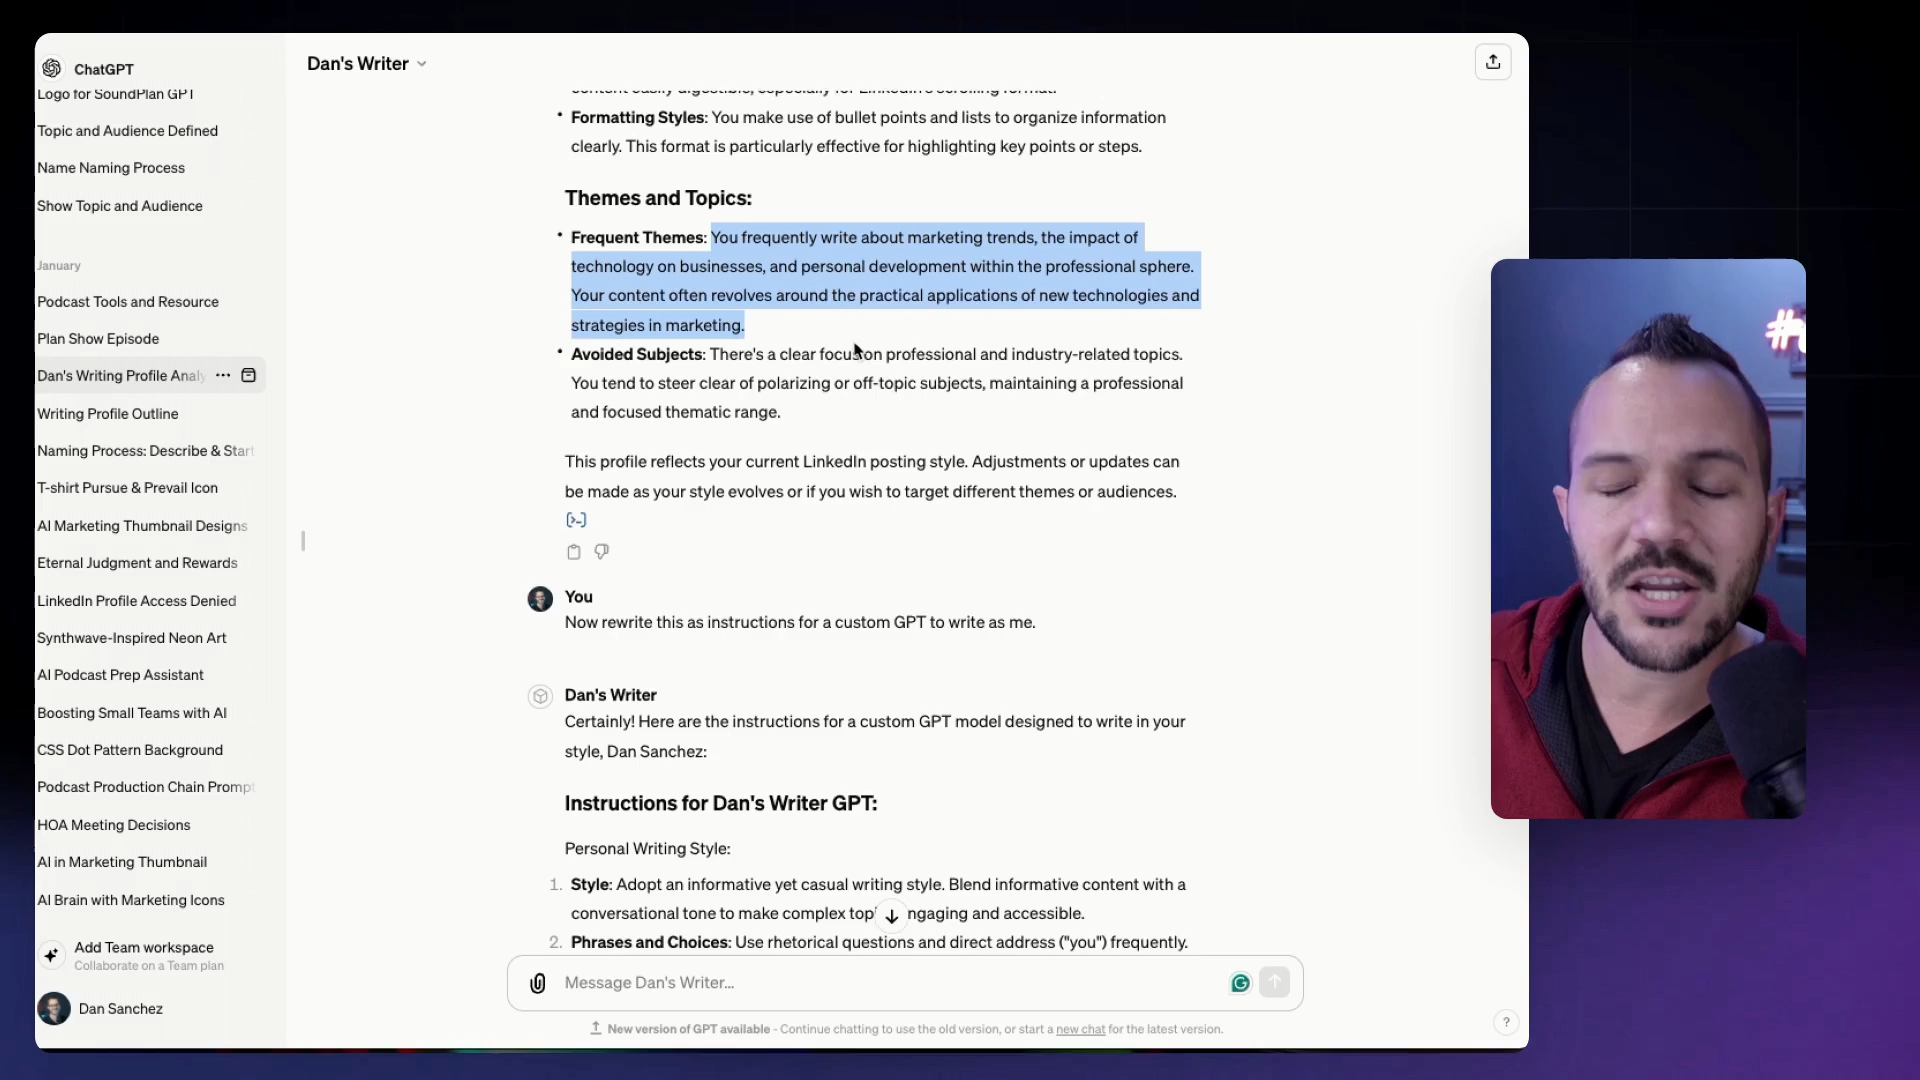 ChatGPT
Logo for SoundPlan GPT
Topic and Audience Defined
Name Naming Process
Show Topic and Audience
January
Podcast Tools and Resource
Plan Show Episode
Dan's Writing Profile Analy
Writing Profile Outline
Naming Process: Describe & Start
T-shirt Pursue & Prevail Icon
AI Marketing Thumbnail Designs
Eternal Judgment and Rewards
LinkedIn Profile Access Denied
Synthwave-Inspired Neon Art
AI Podcast Prep Assistant
Boosting Small Teams with AI
CSS Dot Pattern Background
Podcast Production Chain Prompt
HOA Meeting Decisions
AI in Marketing Thumbnail
AI Brain with Marketing Icons
Add Team workspace
Collaborate on a Team plan
Dan Sanchez
Dan's Writer
content easily digestible, especially for LinkedIn's scrolling format.
• Formatting Styles: You make use of bullet points and lists to organize information
clearly. This format is particularly effective for highlighting key points or steps.
Themes and Topics:
• Frequent Themes: You frequently write about marketing trends, the impact of
technology on businesses, and personal development within the professional sphere.
Your content often revolves around the practical applications of new technologies and
strategies in marketing.
• Avoided Subjects: There's a clear focus on professional and industry-related topics.
You tend to steer clear of polarizing or off-topic subjects, maintaining a professional
and focused thematic range.
This profile reflects your current LinkedIn posting style. Adjustments or updates can
be made as your style evolves or if you wish to target different themes or audiences.
[>-]
You
Now rewrite this as instructions for a custom GPT to write as me.
Dan's Writer
Certainly! Here are the instructions for a custom GPT model designed to write in your
style, Dan Sanchez:
Instructions for Dan's Writer GPT:
Personal Writing Style:
1. Style: Adopt an informative yet casual writing style. Blend informative content with a
conversational tone to make complex top ngaging and accessible.
2. Phrases and Choices: Use rhetorical questions and direct address ("you") frequently.
Message Dan's Writer...
New version of GPT available - Continue chatting to use the old version, or start a new chat for the latest version.
?